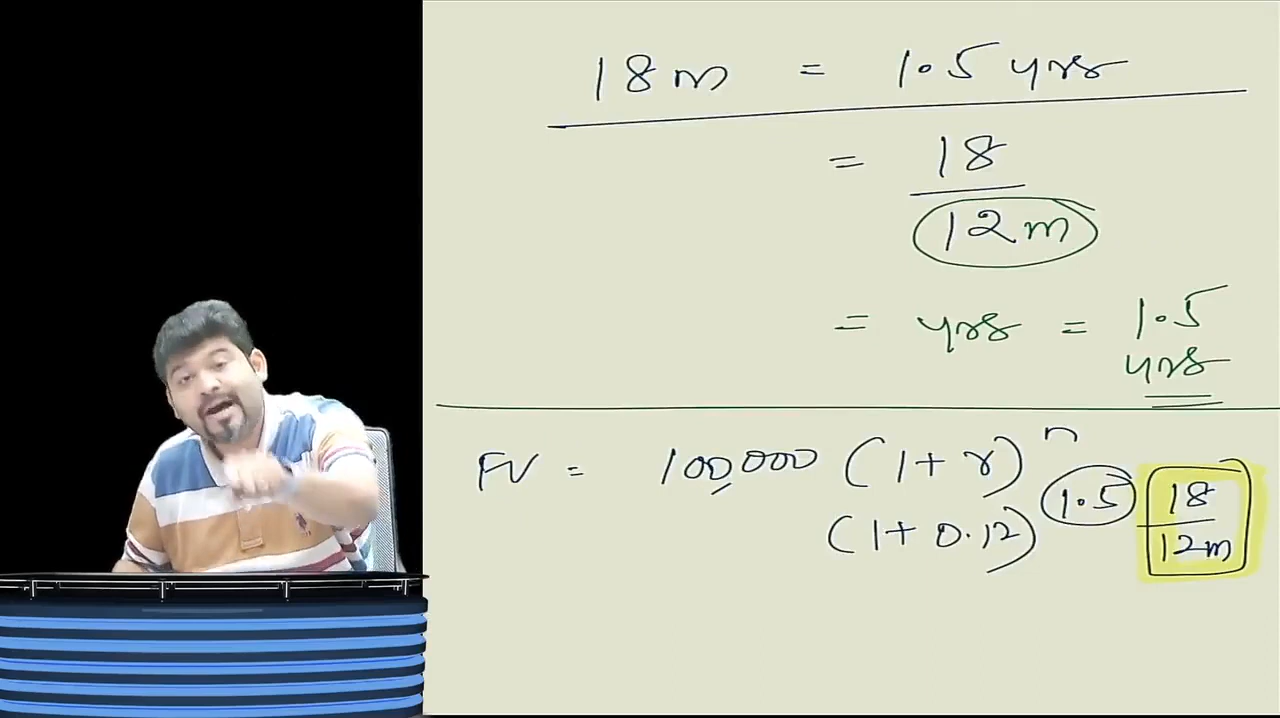 18m = 1.5 yrs
= 18
12m
= yrs = 1.5
yrs
FV = 100,000 (1+r)^n
(1+0.12)^1.5 18
12m